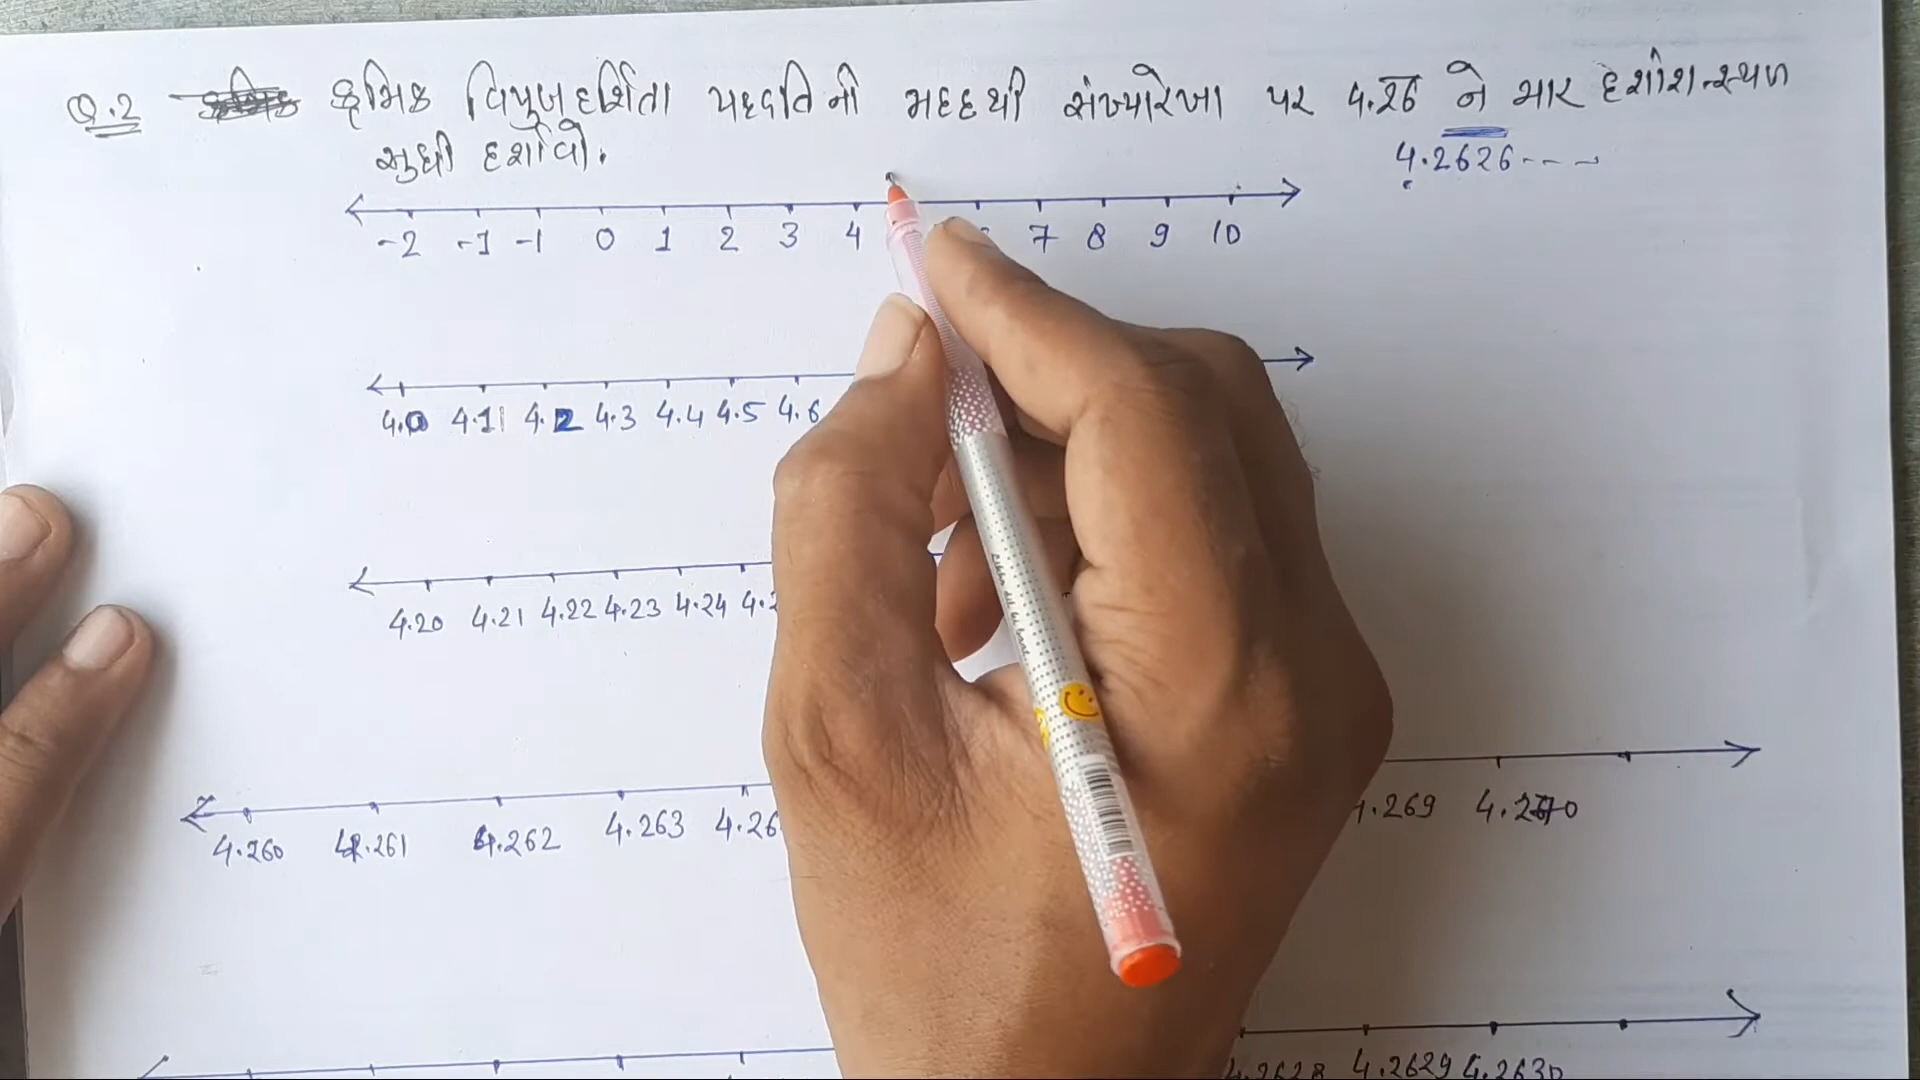 Q.2 ક્રમિક વિપુલદર્શિતા પદ્ધતિની મદદથી સંખ્યારેખા પર 4.26 ને ચાર દશાંશ-સ્થળ
સુધી દર્શાવો.
4.2626----
-2 -1 -1 0 1 2 3 4 7 8 9 10
4.0 4.1 4.2 4.3 4.4 4.5 4.6
4.20 4.21 4.22 4.23 4.24
4.260 4.261 4.262 4.263 4.269 4.270
4.2628 4.2629 4.2630